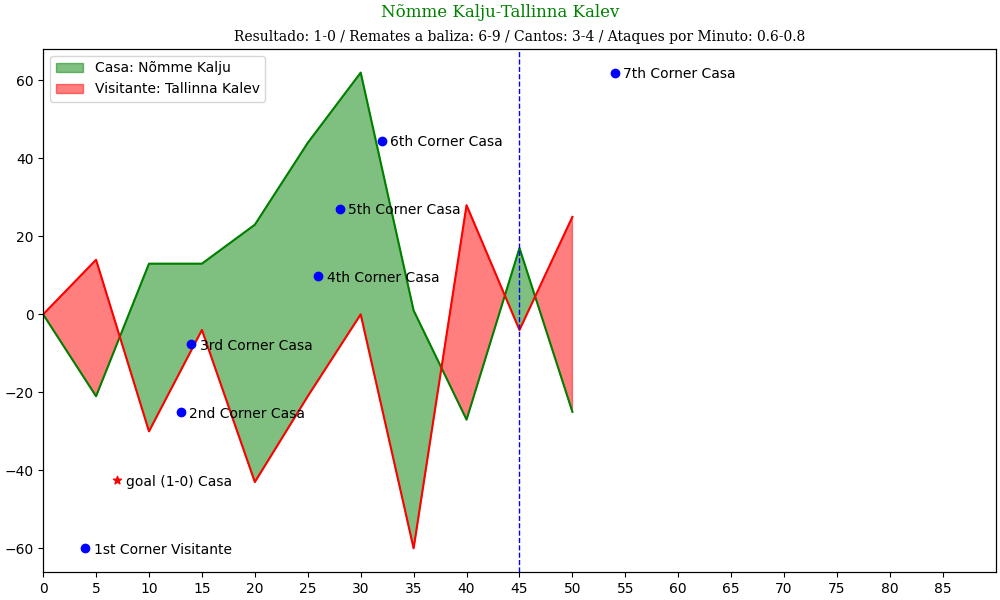 Nõmme Kalju-Tallinna Kalev
Resultado: 1-0 / Remates a baliza: 6-9 / Cantos: 3-4 / Ataques por Minuto: 0.6-0.8
Casa: Nõmme Kalju
Visitante: Tallinna Kalev
7th Corner Casa
6th Corner Casa
5th Corner Casa
4th Corner Casa
3rd Corner Casa
2nd Corner Casa
goal (1-0) Casa
1st Corner Visitante
60
40
20
0
−20
−40
−60
0 5 10 15 20 25 30 35 40 45 50 55 60 65 70 75 80 85